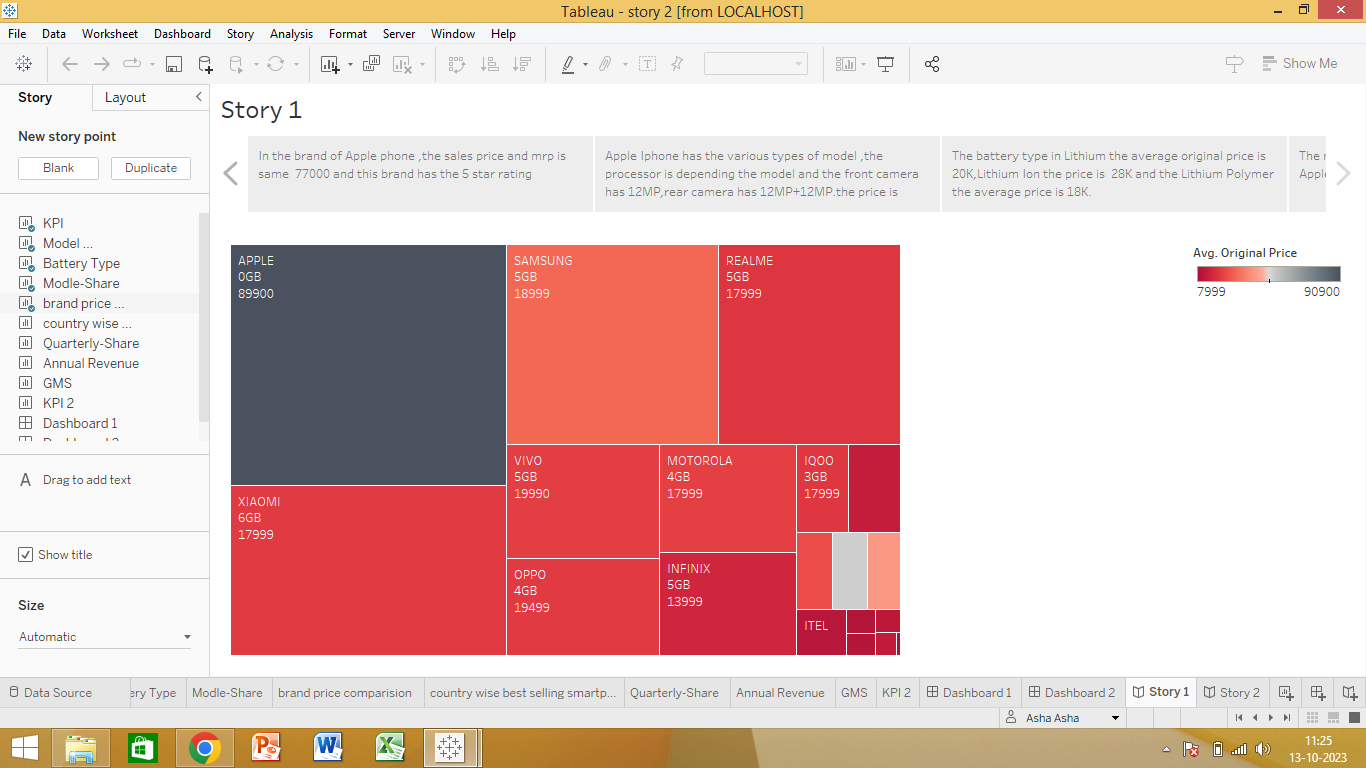 Tableau - story 2 [from LOCALHOST]
File Data Worksheet Dashboard Story Analysis Format Server Window Help
Show Me
Story Layout
New story point
Blank Duplicate
KPI
Model ...
Battery Type
Modle-Share
brand price ...
country wise ...
Quarterly-Share
Annual Revenue
GMS
KPI 2
Dashboard 1
A Drag to add text
Show title
Size
Automatic
Story 1
In the brand of Apple phone ,the sales price and mrp is
same 77000 and this brand has the 5 star rating
Apple Iphone has the various types of model ,the
processor is depending the model and the front camera
has 12MP,rear camera has 12MP+12MP.the price is
The battery type in Lithium the average original price is
20K,Lithium Ion the price is 28K and the Lithium Polymer
the average price is 18K.
The
Apple
APPLE
0GB
89900
SAMSUNG
5GB
18999
REALME
5GB
17999
XIAOMI
6GB
17999
VIVO
5GB
19990
MOTOROLA
4GB
17999
IQOO
3GB
17999
OPPO
4GB
19499
INFINIX
5GB
13999
ITEL
Avg. Original Price
7999 90900
Data Source ery Type Modle-Share brand price comparision country wise best selling smartp... Quarterly-Share Annual Revenue GMS KPI 2 Dashboard 1 Dashboard 2 Story 1 Story 2
Asha Asha
11:25
13-10-2023